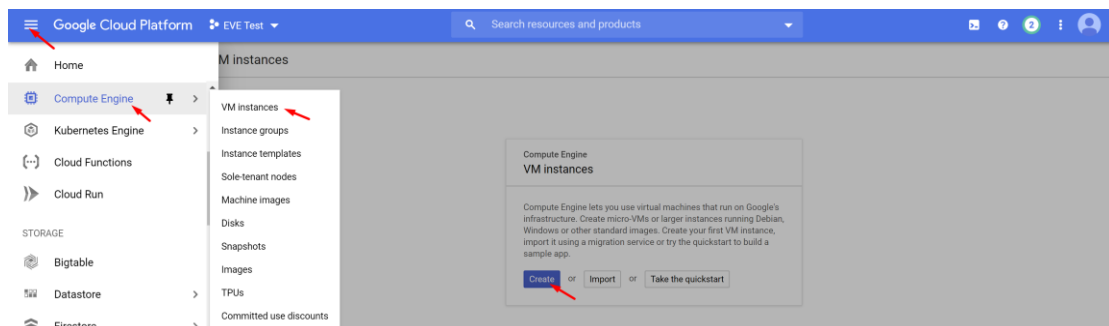 Google Cloud Platform
EVE Test
Search resources and products
2
Home
Compute Engine
Kubernetes Engine
Cloud Functions
Cloud Run
STORAGE
Bigtable
Datastore
Firestore
VM instances
Instance groups
Instance templates
Sole-tenant nodes
Machine images
Disks
Snapshots
Images
TPUs
Committed use discounts
M instances
Compute Engine
VM instances
Compute Engine lets you use virtual machines that run on Google's
infrastructure. Create micro-VMs or larger instances running Debian,
Windows or other standard images. Create your first VM instance,
import it using a migration service or try the quickstart to build a
sample app.
Create or Import or Take the quickstart